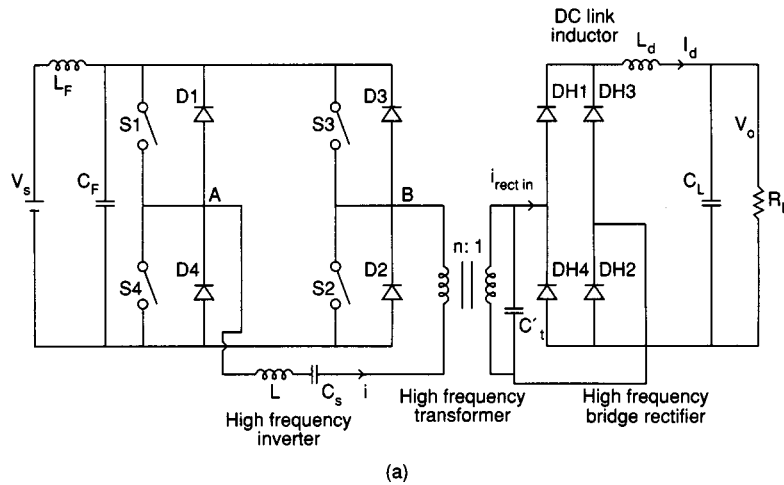 DC link
inductor
L_d
I_d
L_F
D1
D3
DH1
DH3
S1
S3
V_o
V_s
C_F
A
B
i_rect in
C_L
n: 1
S4
D4
S2
D2
DH4
DH2
C′_t
L
C_s
i
High frequency
inverter
High frequency
transformer
High frequency
bridge rectifier
(a)